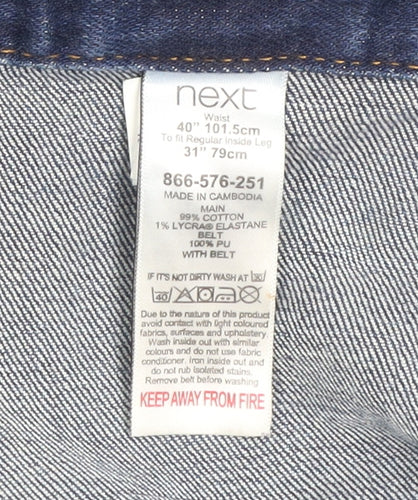 next
Waist
40" 101.5cm
To fit Regular Inside Leg
31" 79cm
866-576-251
MADE IN CAMBODIA
MAIN
99% COTTON
1% LYCRA® ELASTANE
BELT
100% PU
WITH BELT
IF IT'S NOT DIRTY WASH AT 30
40
Due to the nature of this product
avoid contact with light coloured
fabrics, surfaces and upholstery
Wash inside out with similar
colours and do not use fabric
conditioner. Iron inside out and
do not rub isolated stains.
Remove belt before washing
KEEP AWAY FROM FIRE